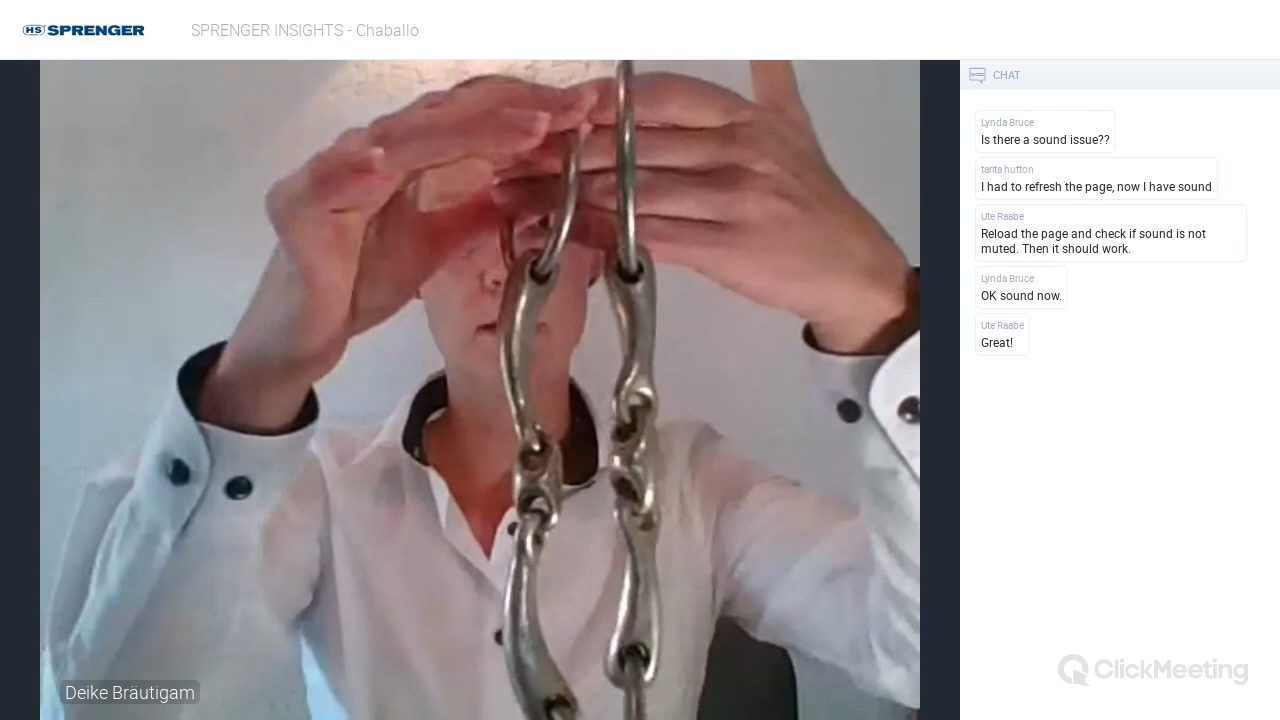 HS SPRENGER
SPRENGER INSIGHTS - Chaballo
CHAT
Lynda Bruce
Is there a sound issue??
tarita hutton
I had to refresh the page, now I have sound
Ute Raabe
Reload the page and check if sound is not
muted. Then it should work.
Lynda Bruce
OK sound now.
Ute Raabe
Great!
Deike Bräutigam
ClickMeeting